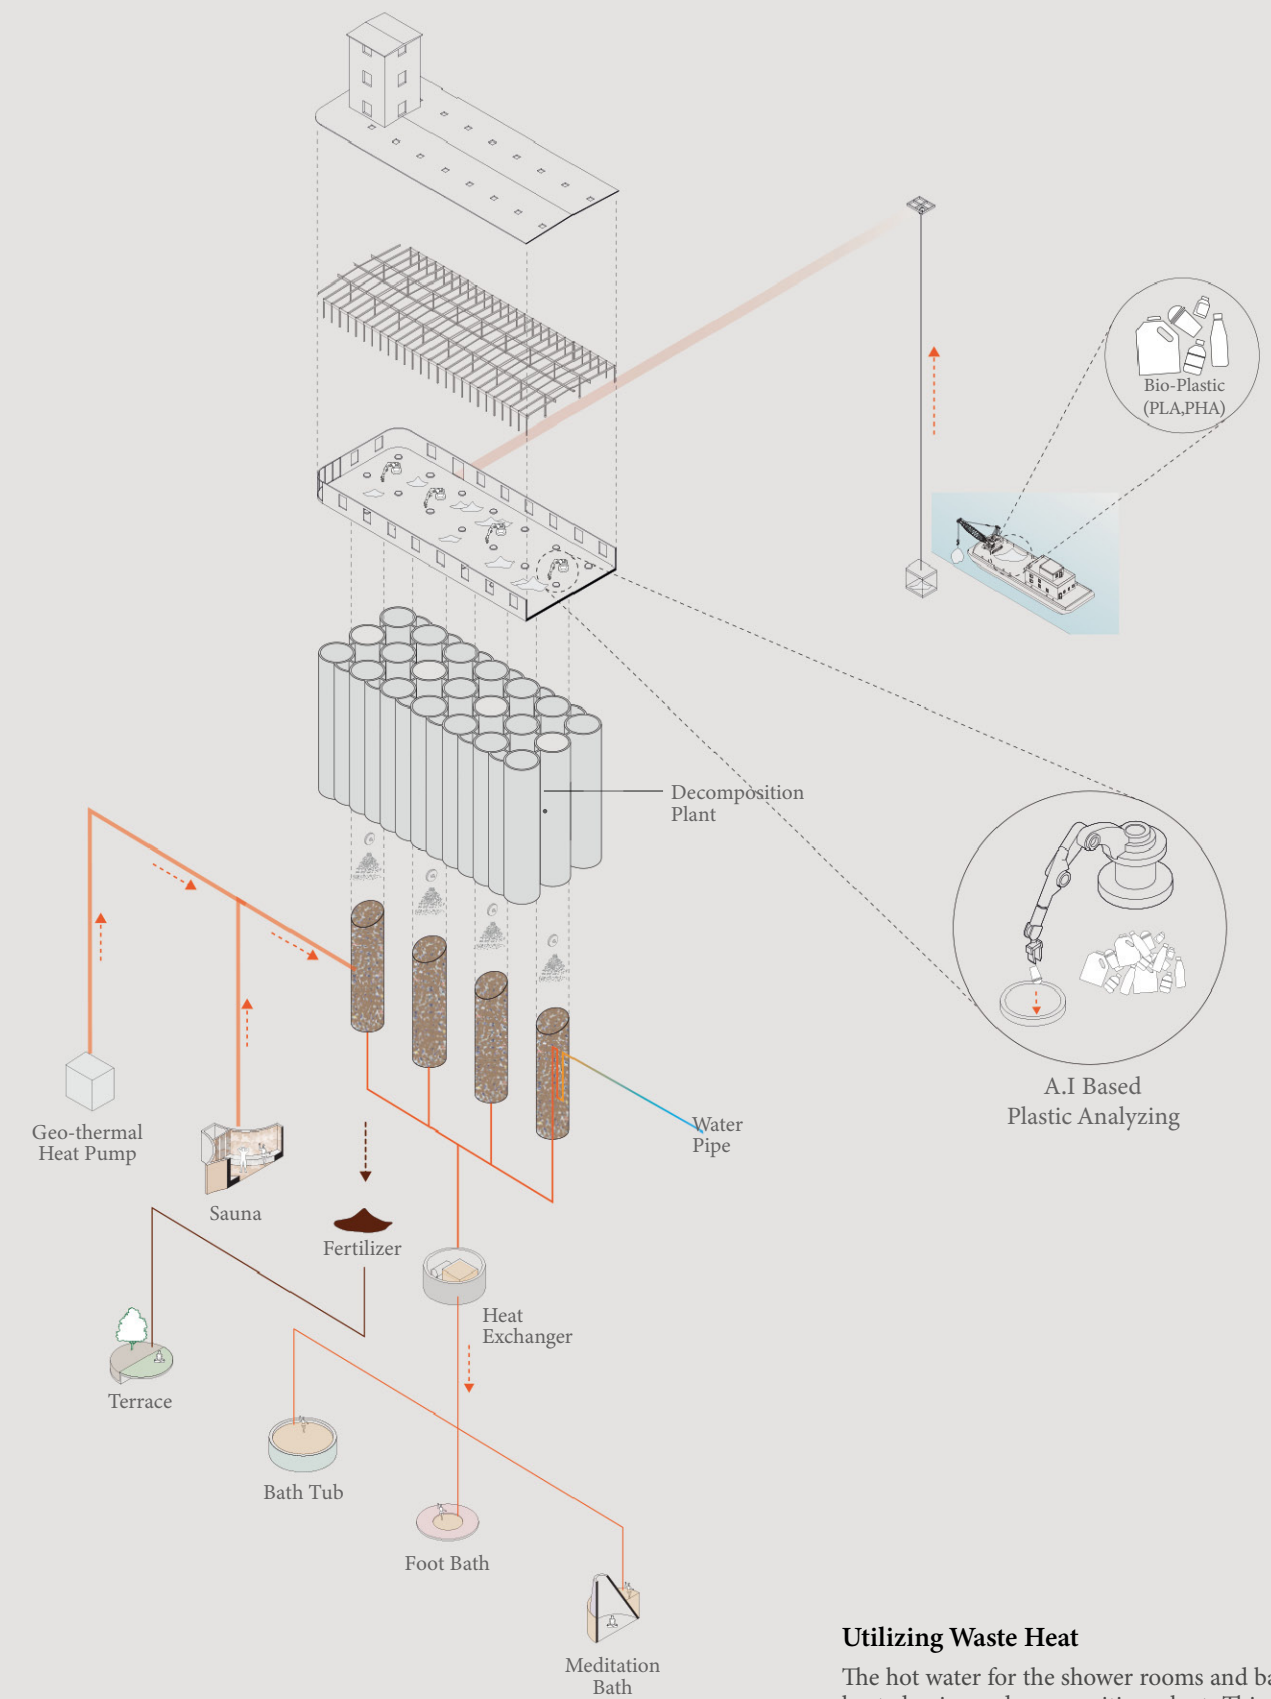 Bio-Plastic
(PLA,PHA)
Decomposition
Plant
A.I Based
Plastic Analyzing
Water
Pipe
Geo-thermal
Heat Pump
Sauna
Fertilizer
Heat
Exchanger
Terrace
Bath Tub
Foot Bath
Meditation
Bath
Utilizing Waste Heat
The hot water for the shower rooms and ba